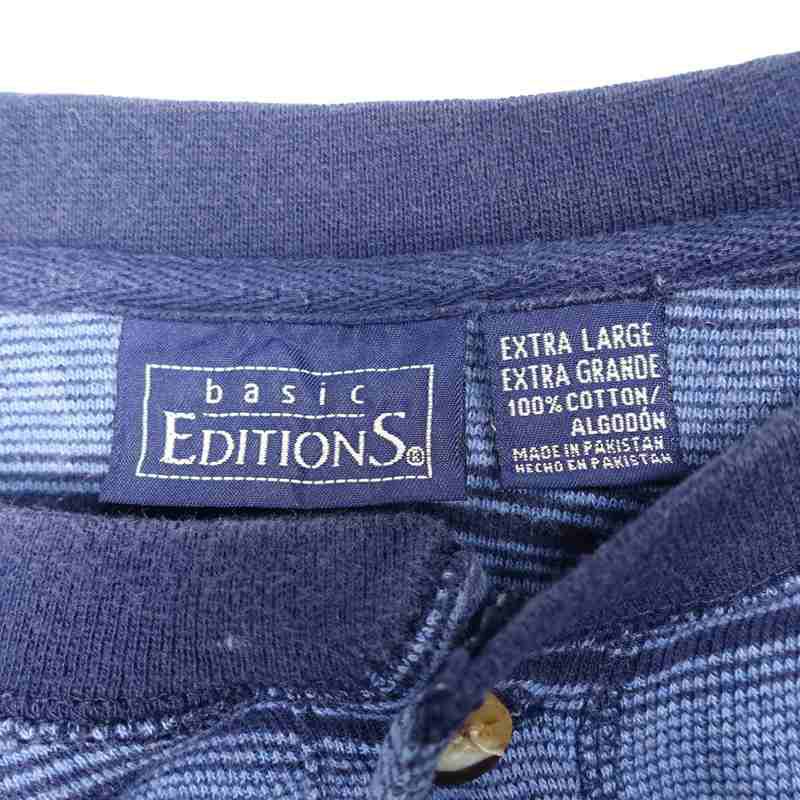 basic
EDITIONS®
EXTRA LARGE
EXTRA GRANDE
100% COTTON/
ALGODÓN
MADE IN PAKISTAN
HECHO EN PAKISTAN